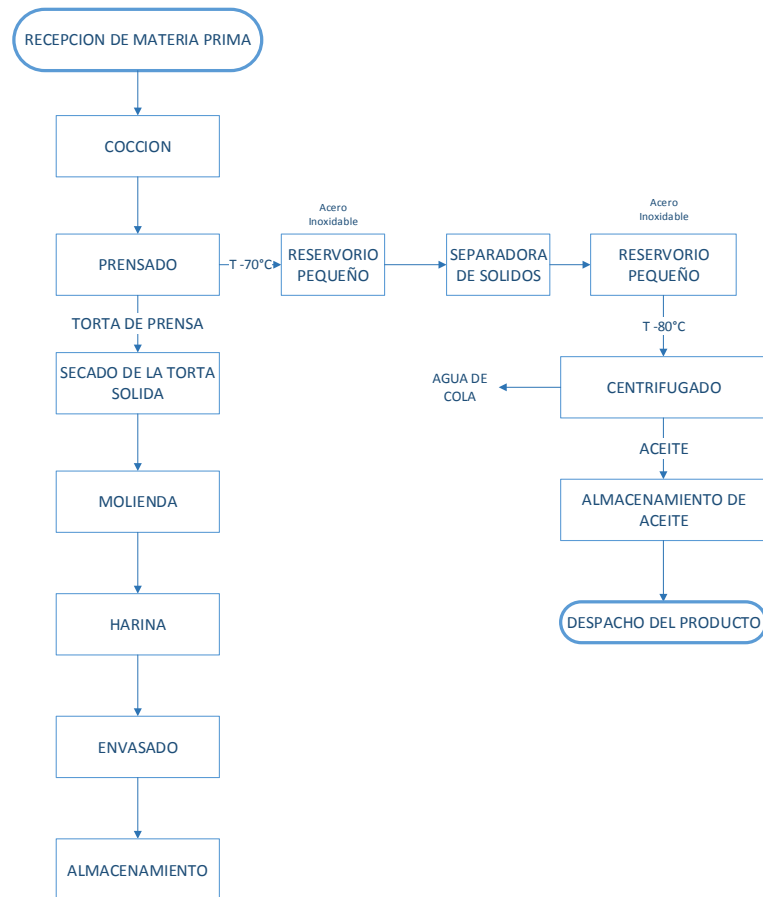 RECEPCION DE MATERIA PRIMA
COCCION
PRENSADO
T -70°C
Acero
Inoxidable
RESERVORIO
PEQUEÑO
SEPARADORA
DE SOLIDOS
Acero
Inoxidable
RESERVORIO
PEQUEÑO
TORTA DE PRENSA
T -80°C
SECADO DE LA TORTA
SOLIDA
AGUA DE
COLA
CENTRIFUGADO
ACEITE
MOLIENDA
ALMACENAMIENTO DE
ACEITE
HARINA
DESPACHO DEL PRODUCTO
ENVASADO
ALMACENAMIENTO